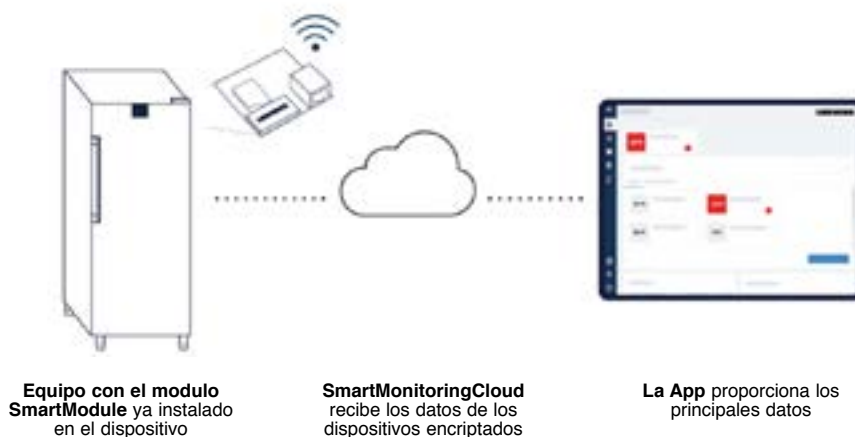 Equipo con el modulo
SmartModule ya instalado
en el dispositivo
SmartMonitoringCloud
recibe los datos de los
dispositivos encriptados
La App proporciona los
principales datos